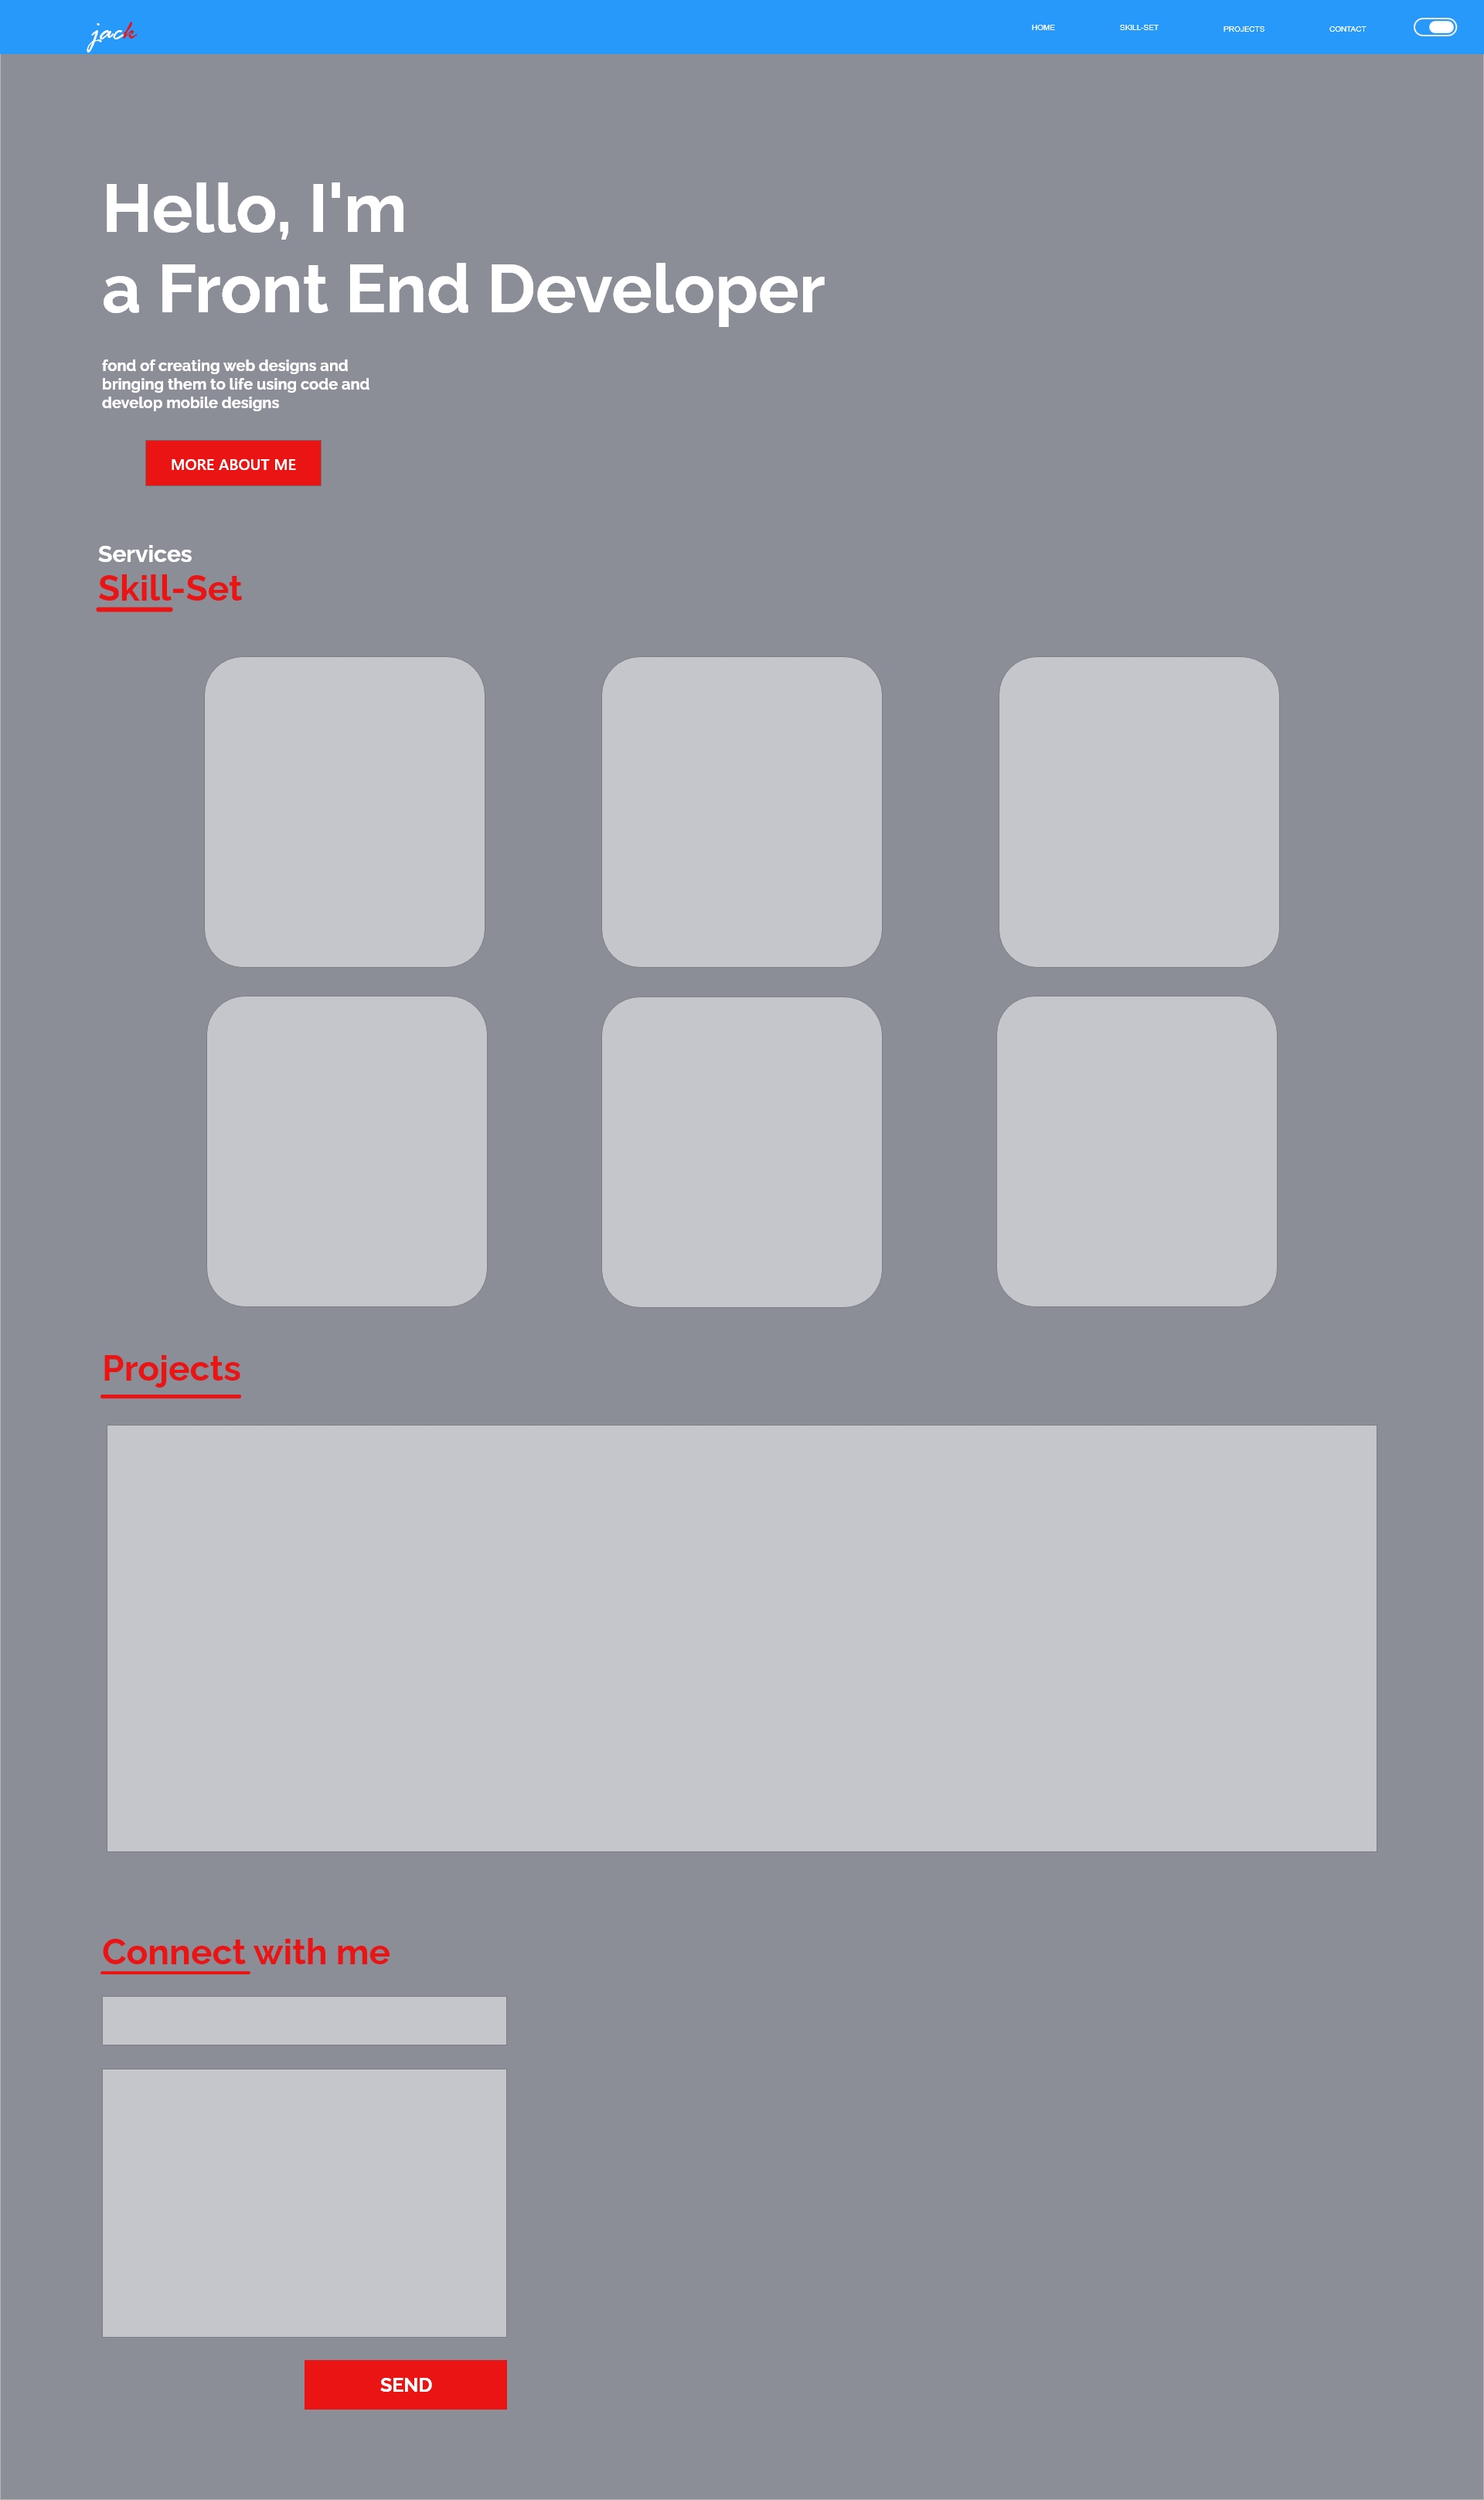 jack
HOME
SKILL-SET
PROJECTS
CONTACT
Hello, I'm
a Front End Developer
fond of creating web designs and
bringing them to life using code and
develop mobile designs
MORE ABOUT ME
Services
Skill-Set
Projects
Connect with me
SEND